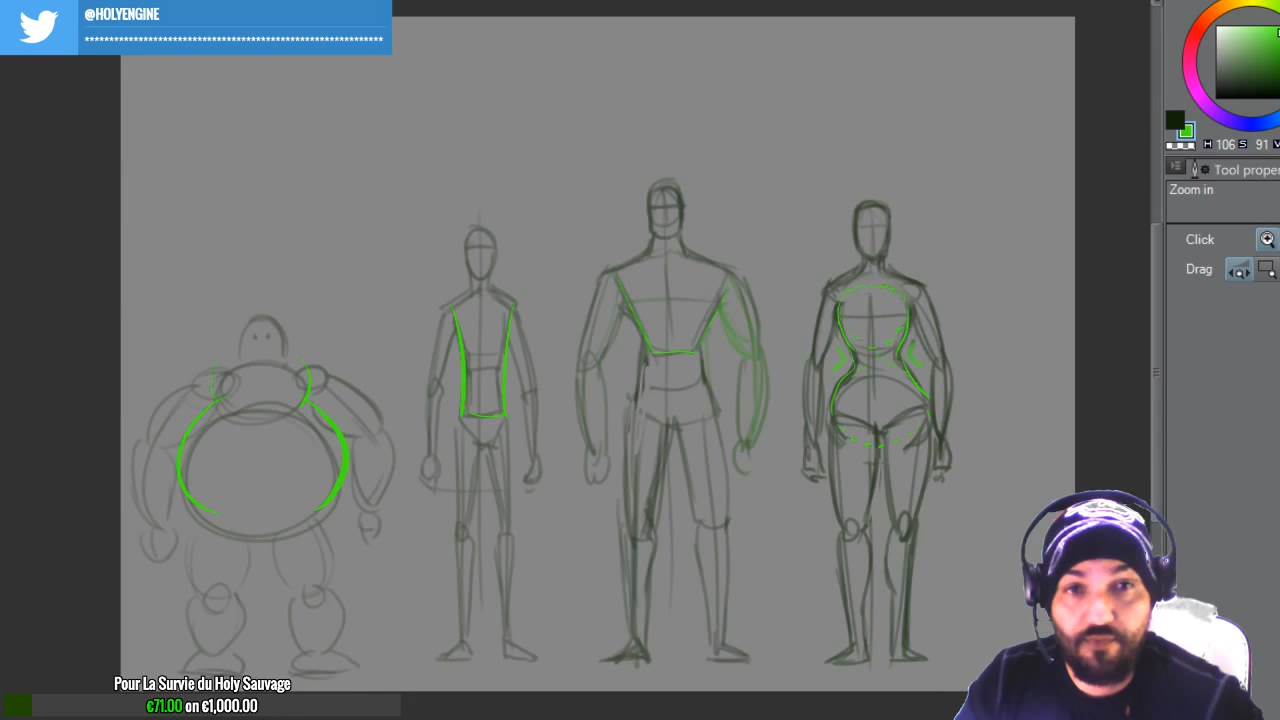 @HOLYENGINE
*************************************************************
H 106 S 91 V
Tool proper
Zoom in
Click
Drag
Pour La Survie du Holy Sauvage
€71.00 on €1,000.00